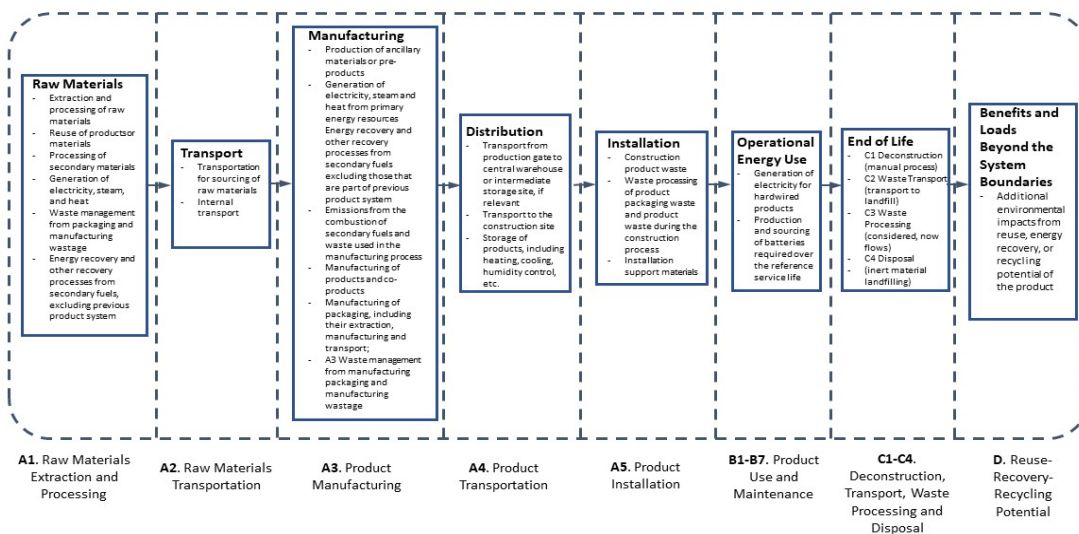 Raw Materials
- Extraction and
processing of raw
materials
- Reuse of productsor
materials
- Processing of
secondary materials
- Generation of
electricity, steam, and
heat
- Waste management
from packaging and
manufacturing
wastage
- Energy recovery and
other recovery
processes from
secondary fuels,
excluding previous
product system
Transport
- Transportation
for sourcing of
raw materials
- Internal
transport
Manufacturing
- Production of ancillary
materials or pre-
products
- Generation of
electricity, steam and
heat from primary
energy resources
Energy recovery and
other recovery
processes from
secondary fuels
excluding those that
are part of previous
product system
- Emissions from the
combustion of
secondary fuels and
waste used in the
manufacturing process
- Manufacturing of
products and co-
products
- Manufacturing of
packaging, including
their extraction,
manufacturing and
transport;
- A3 Waste management
from manufacturing
packaging and
manufacturing
wastage
Distribution
- Transport from
production gate to
central warehouse
or intermediate
storage site, if
relevant
- Transport to the
construction site
- Storage of
products, including
heating, cooling,
humidity control,
etc.
Installation
- Construction
product waste
- Waste processing
of product
packaging waste
and product
waste during the
construction
process
- Installation
support materials
Operational
Energy Use
- Generation of
electricity for
hardwired
products
- Production
and sourcing
of batteries
required over
the reference
service life
End of Life
- C1 Deconstruction
(manual process)
- C2 Waste Transport
(transport to
landfill)
- C3 Waste
Processing
(considered, now
flows)
- C4 Disposal
- (inert material
landfilling)
Benefits and
Loads
Beyond the
System
Boundaries
- Additional
environmental
impacts from
reuse, energy
recovery, or
recycling
potential of
the product
A1. Raw Materials
Extraction and
Processing
A2. Raw Materials
Transportation
A3. Product
Manufacturing
A4. Product
Transportation
A5. Product
Installation
B1-B7. Product
Use and
Maintenance
C1-C4.
Deconstruction,
Transport, Waste
Processing and
Disposal
D. Reuse-
Recovery-
Recycling
Potential